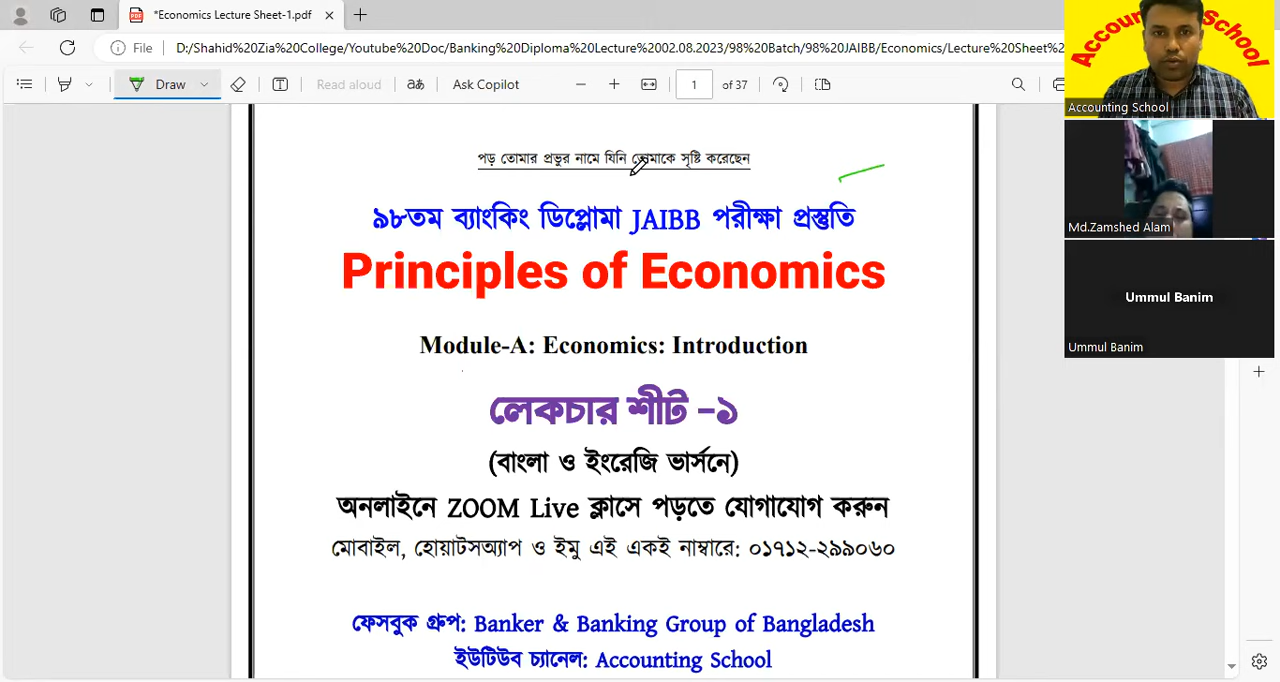 *Economics Lecture Sheet-1.pdf
File
D:/Shahid%20Zia%20College/Youtube%20Doc/Banking%20Diploma%20Lecture%2002.08.2023/98%20Batch/98%20JAIBB/Economics/Lecture%20Sheet%2
Draw
Read aloud
Ask Copilot
1
of 37
Accounting School
Accounting School
Md.Zamshed Alam
Ummul Banim
Ummul Banim
পড় তোমার প্রভুর নামে যিনি তোমাকে সৃষ্টি করেছেন
৯৮তম ব্যাংকিং ডিপ্লোমা JAIBB পরীক্ষা প্রস্তুতি
Principles of Economics
Module-A: Economics: Introduction
লেকচার শীট -১
(বাংলা ও ইংরেজি ভার্সনে)
অনলাইনে ZOOM Live ক্লাসে পড়তে যোগাযোগ করুন
মোবাইল, হোয়াটসঅ্যাপ ও ইমু এই একই নাম্বারে: ০১৭১২-২৯৯০৬০
ফেসবুক গ্রুপ: Banker & Banking Group of Bangladesh
ইউটিউব চ্যানেল: Accounting School